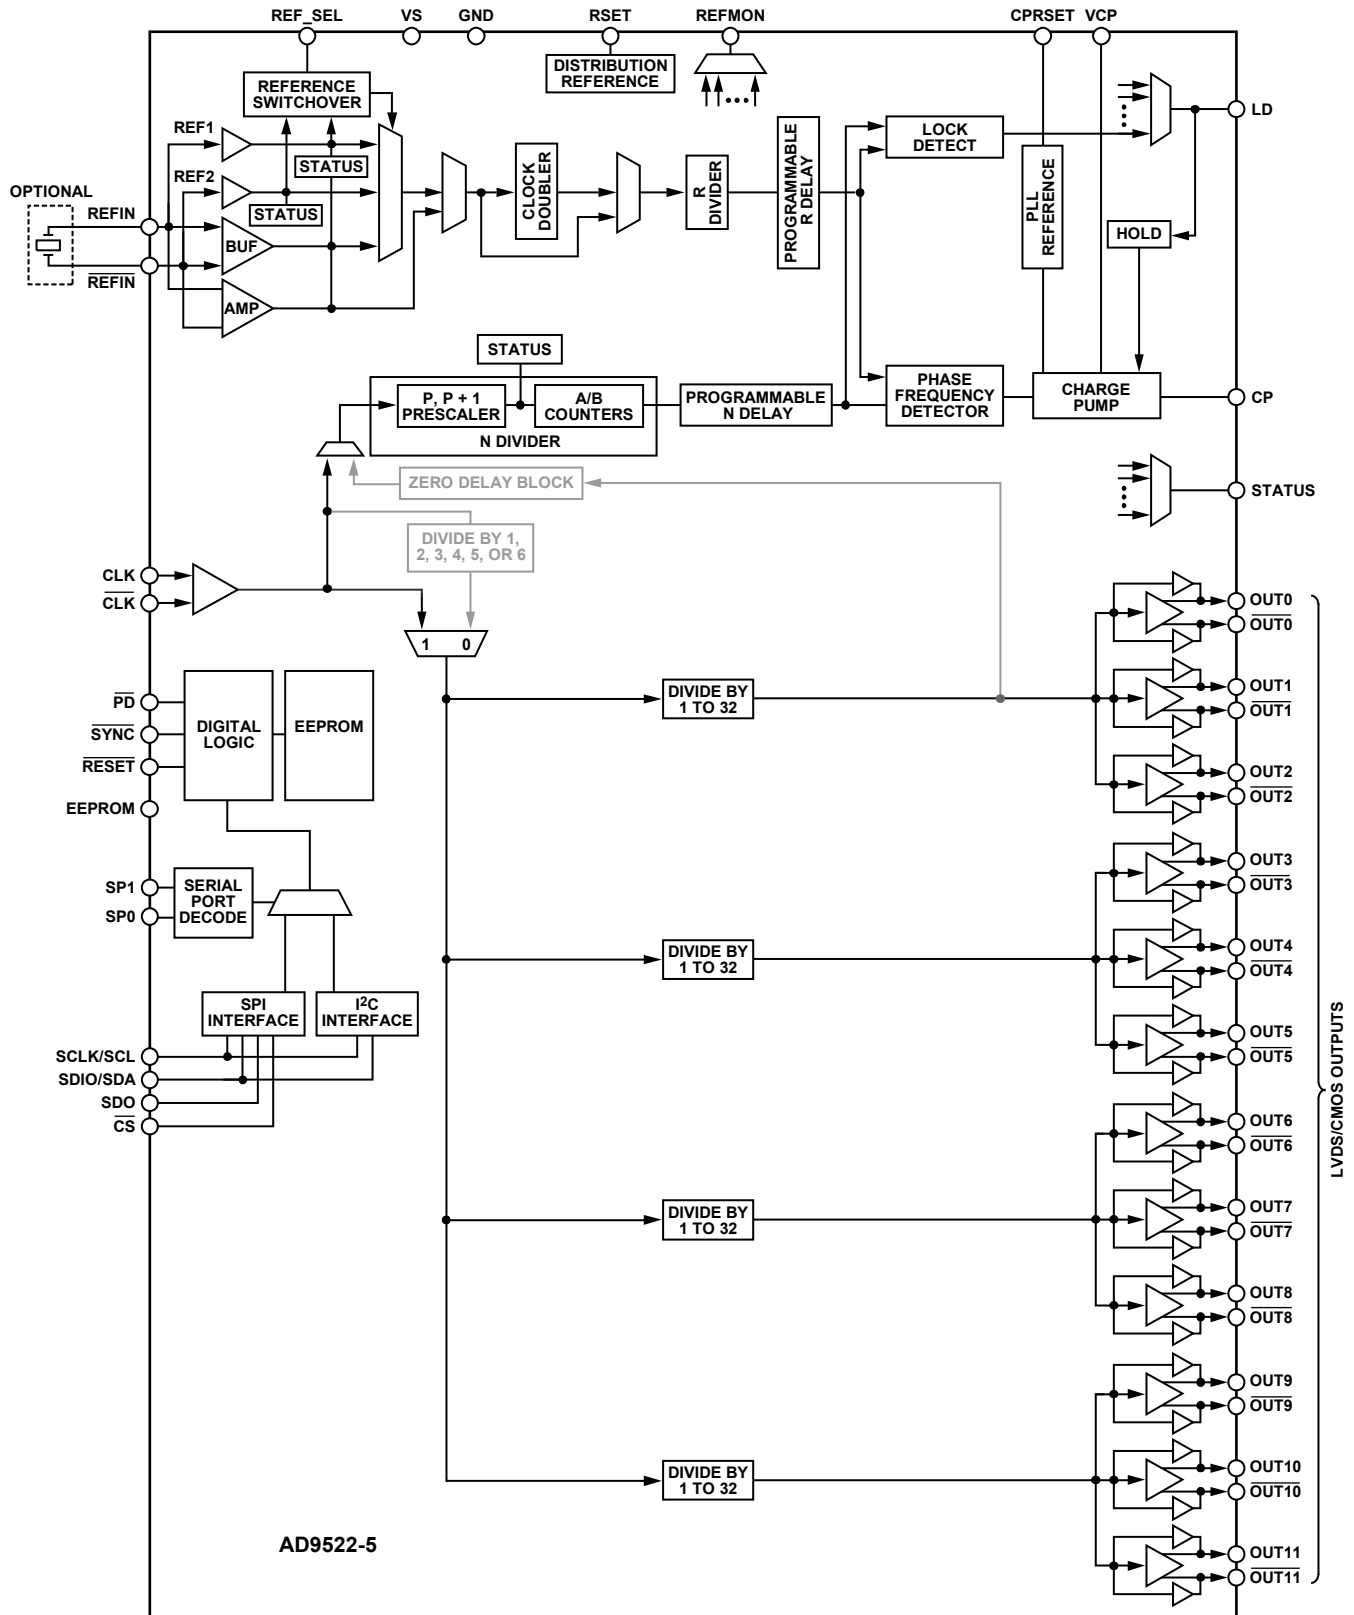 REF_SEL
VS
GND
RSET
REFMON
CPRSET
VCP
DISTRIBUTION
REFERENCE
REFERENCE
SWITCHOVER
REF1
REF2
STATUS
STATUS
OPTIONAL
REFIN
REFIN
BUF
AMP
CLOCK
DOUBLER
R
DIVIDER
PROGRAMMABLE
R DELAY
LOCK
DETECT
PLL
REFERENCE
HOLD
LD
STATUS
P, P + 1
PRESCALER
A/B
COUNTERS
N DIVIDER
PROGRAMMABLE
N DELAY
PHASE
FREQUENCY
DETECTOR
CHARGE
PUMP
CP
ZERO DELAY BLOCK
STATUS
DIVIDE BY 1,
2, 3, 4, 5, OR 6
CLK
CLK
1 0
PD
SYNC
RESET
EEPROM
DIGITAL
LOGIC
EEPROM
SP1
SP0
SERIAL
PORT
DECODE
SPI
INTERFACE
I2C
INTERFACE
SCLK/SCL
SDIO/SDA
SDO
CS
DIVIDE BY
1 TO 32
DIVIDE BY
1 TO 32
DIVIDE BY
1 TO 32
DIVIDE BY
1 TO 32
OUT0
OUT0
OUT1
OUT1
OUT2
OUT2
OUT3
OUT3
OUT4
OUT4
OUT5
OUT5
OUT6
OUT6
OUT7
OUT7
OUT8
OUT8
OUT9
OUT9
OUT10
OUT10
OUT11
OUT11
LVDS/CMOS OUTPUTS
AD9522-5